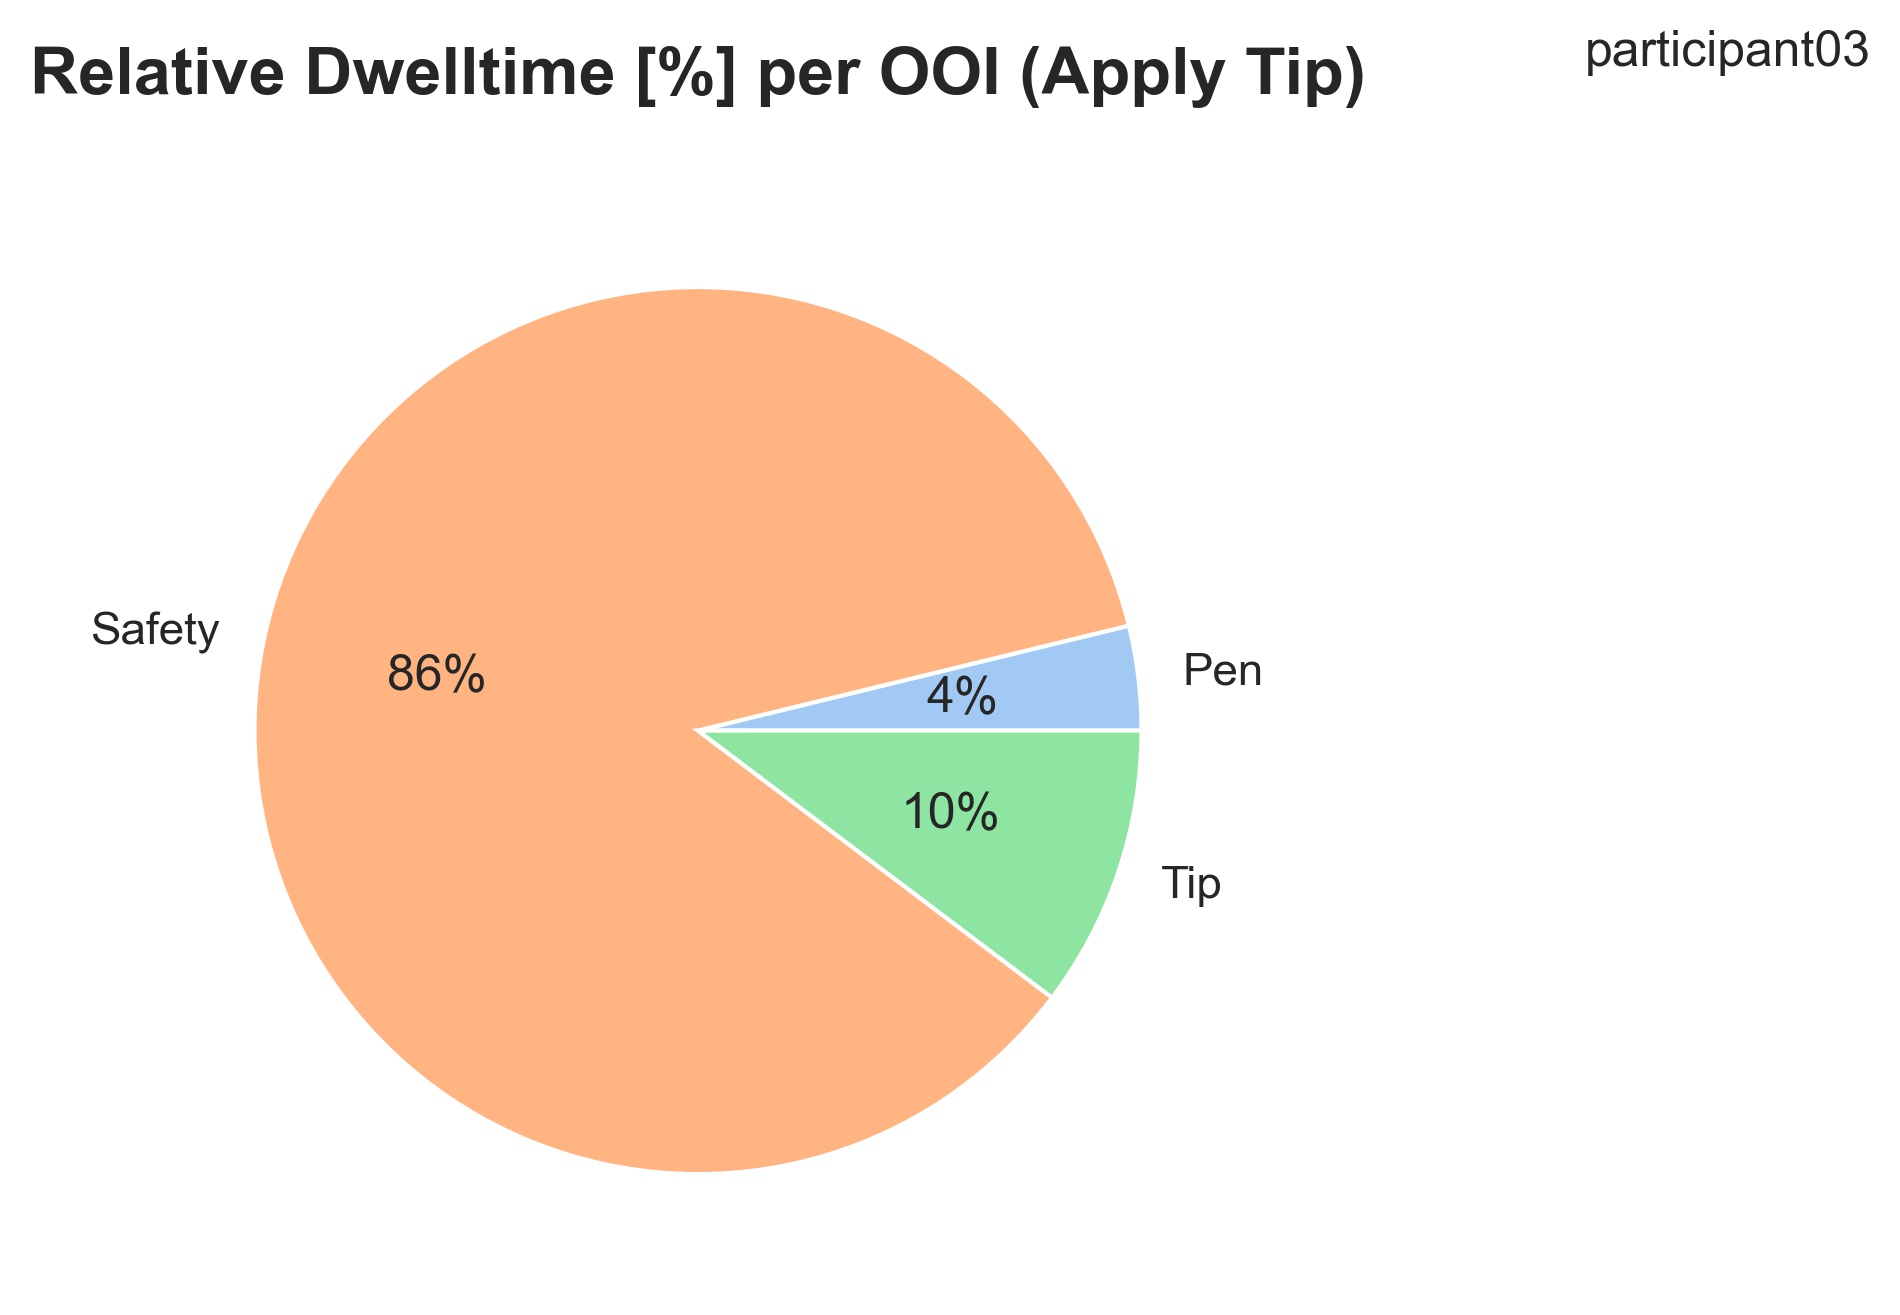 Relative Dwelltime [%] per OOI (Apply Tip)
participant03
Safety
86%
Pen
4%
10%
Tip